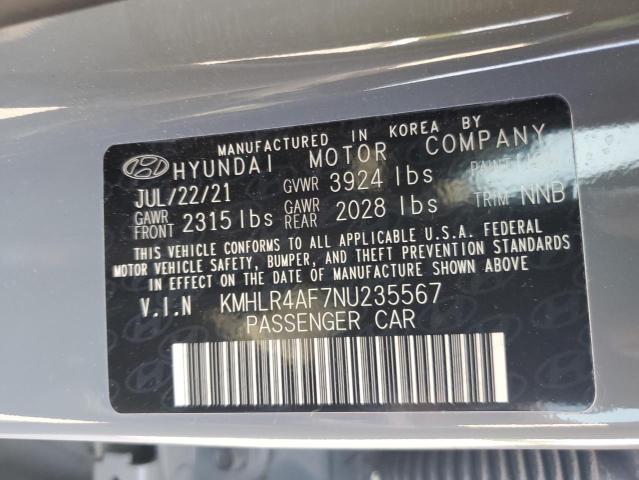 MANUFACTURED IN KOREA BY
HYUNDAI MOTOR COMPANY
JUL/22/21 GVWR 3924 lbs PAINT
GAWR FRONT 2315 lbs GAWR REAR 2028 lbs TRIM NNB
THIS VEHICLE CONFORMS TO ALL APPLICABLE U.S.A. FEDERAL
MOTOR VEHICLE SAFETY, BUMPER, AND THEFT PREVENTION STANDARDS
IN EFFECT ON THE DATE OF MANUFACTURE SHOWN ABOVE.
V.I.N KMHLR4AF7NU235567
PASSENGER CAR